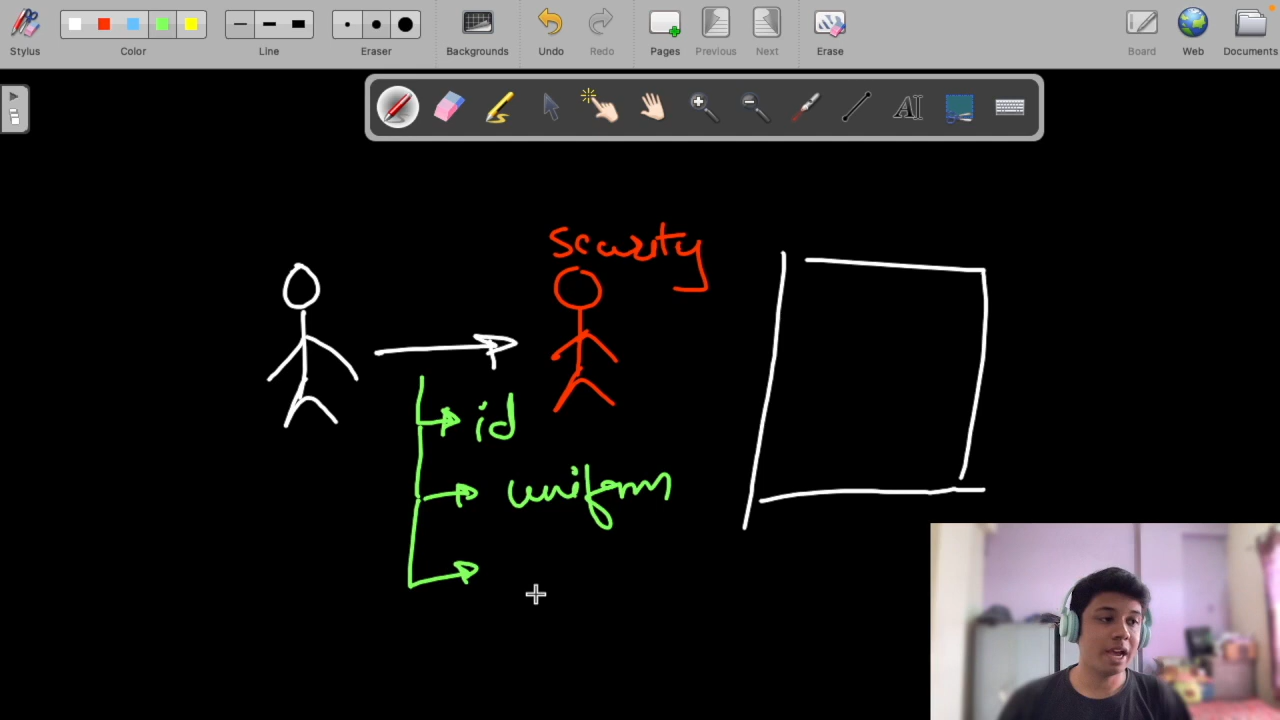 Stylus
Color
Line
Eraser
Backgrounds
Undo
Redo
Pages
Previous
Next
Erase
Board
Web
Documents
AI
security
id
uniform